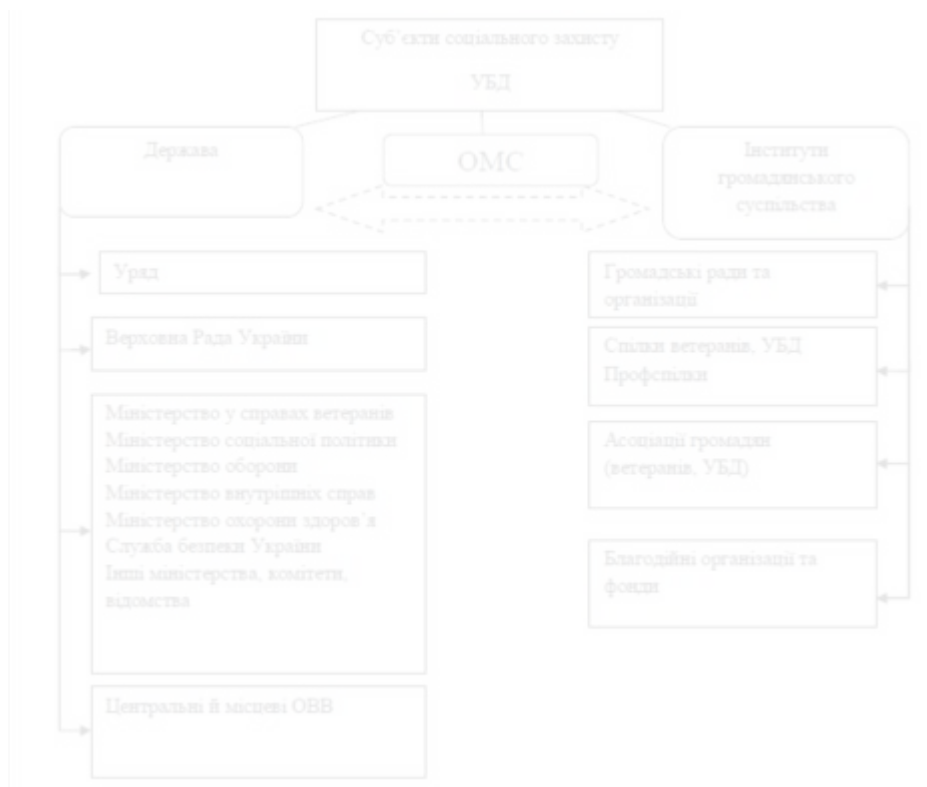 Суб’єкти соціального захисту
УБД
Держава
ОМС
Інститути
громадянського
суспільства
Уряд
Верховна Рада України
Міністерство у справах ветеранів
Міністерство соціальної політики
Міністерство оборони
Міністерство внутрішніх справ
Міністерство охорони здоров’я
Служба безпеки України
Інші міністерства, комітети,
відомства
Центральні й місцеві ОВВ
Громадські ради та
організації
Спілки ветеранів, УБД
Профспілки
Асоціації громадян
(ветеранів, УБД)
Благодійні організації та
фонди